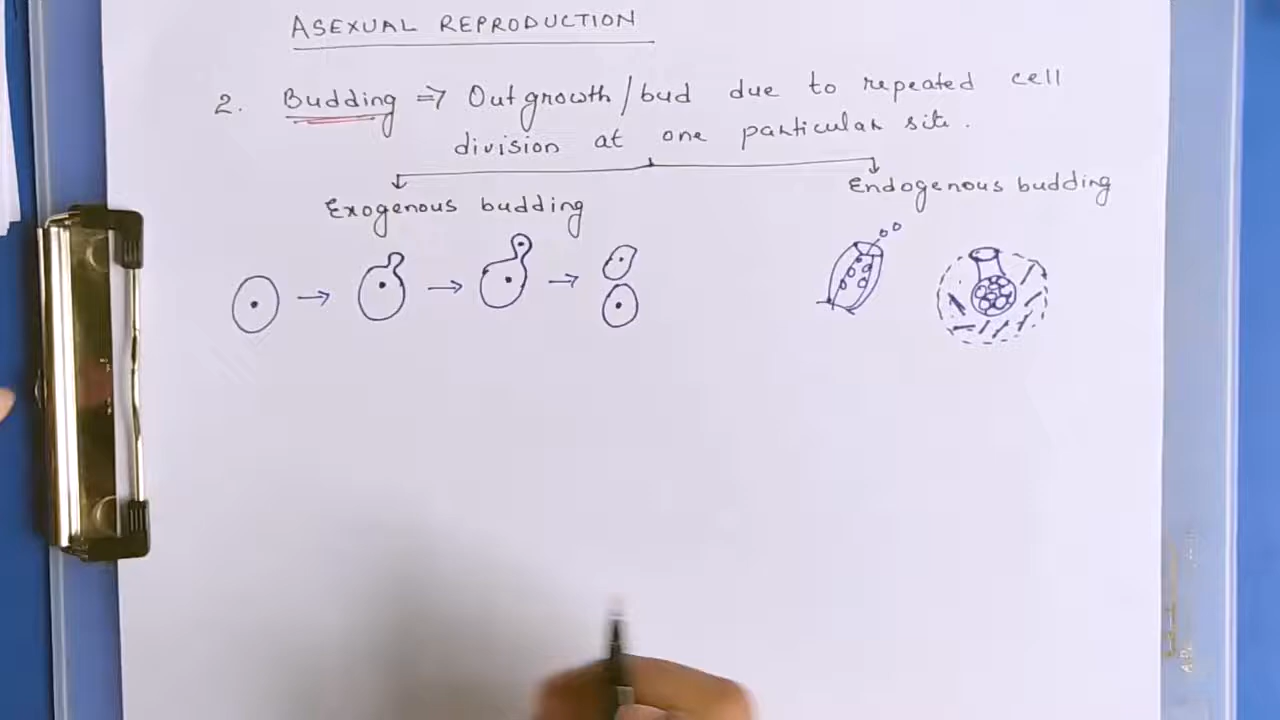 ASEXUAL REPRODUCTION
2. Budding ⇒ Outgrowth/bud due to repeated cell
division at one particular site.
Exogenous budding
Endogenous budding